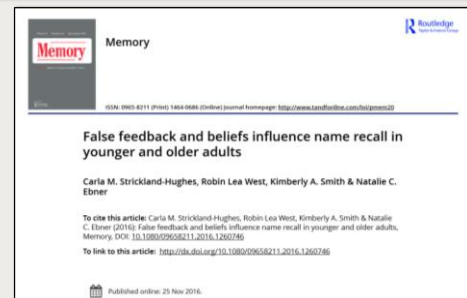 Routledge
Memory
Memory
ISSN: 0965-8211 (Print) 1464-0686 (Online) Journal homepage: http://www.tandfonline.com/loi/pmem20
False feedback and beliefs influence name recall in
younger and older adults
Carla M. Strickland-Hughes, Robin Lea West, Kimberly A. Smith & Natalie C.
Ebner
To cite this article: Carla M. Strickland-Hughes, Robin Lea West, Kimberly A. Smith & Natalie
C. Ebner (2016): False feedback and beliefs influence name recall in younger and older adults,
Memory, DOI: 10.1080/09658211.2016.1260746
To link to this article: http://dx.doi.org/10.1080/09658211.2016.1260746
Published online: 25 Nov 2016.